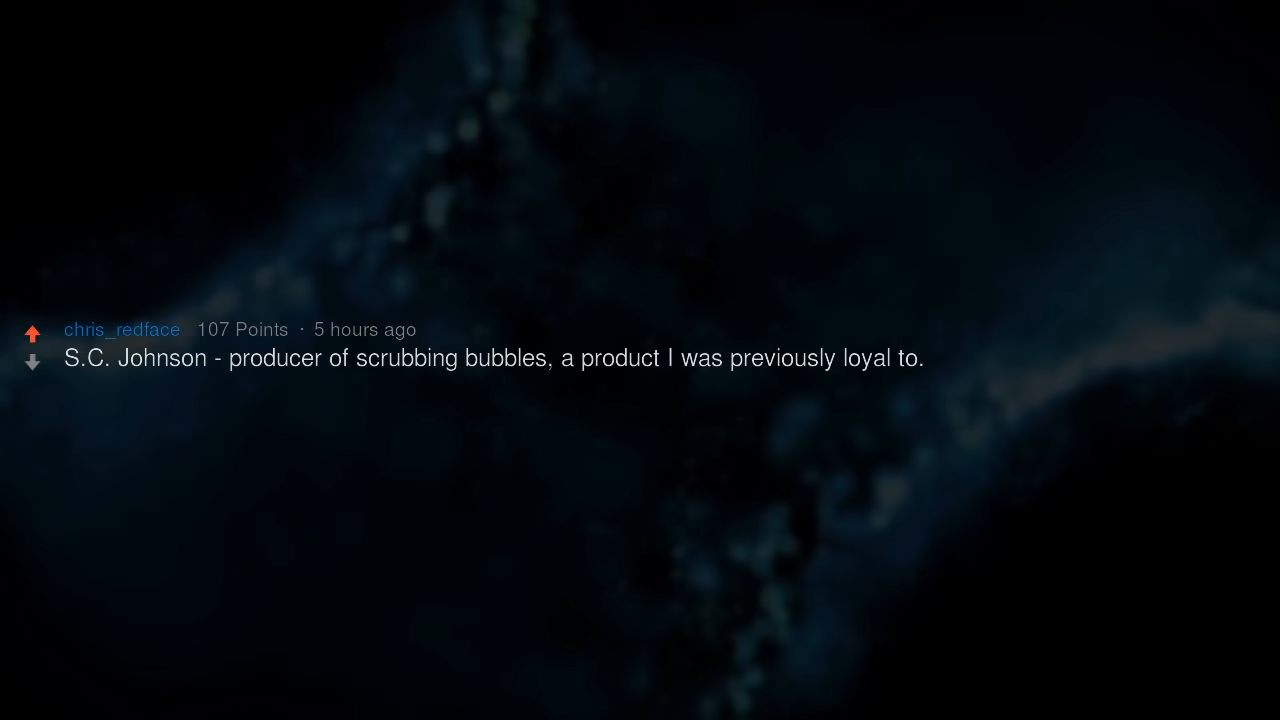 chris_redface 107 Points · 5 hours ago
S.C. Johnson - producer of scrubbing bubbles, a product I was previously loyal to.